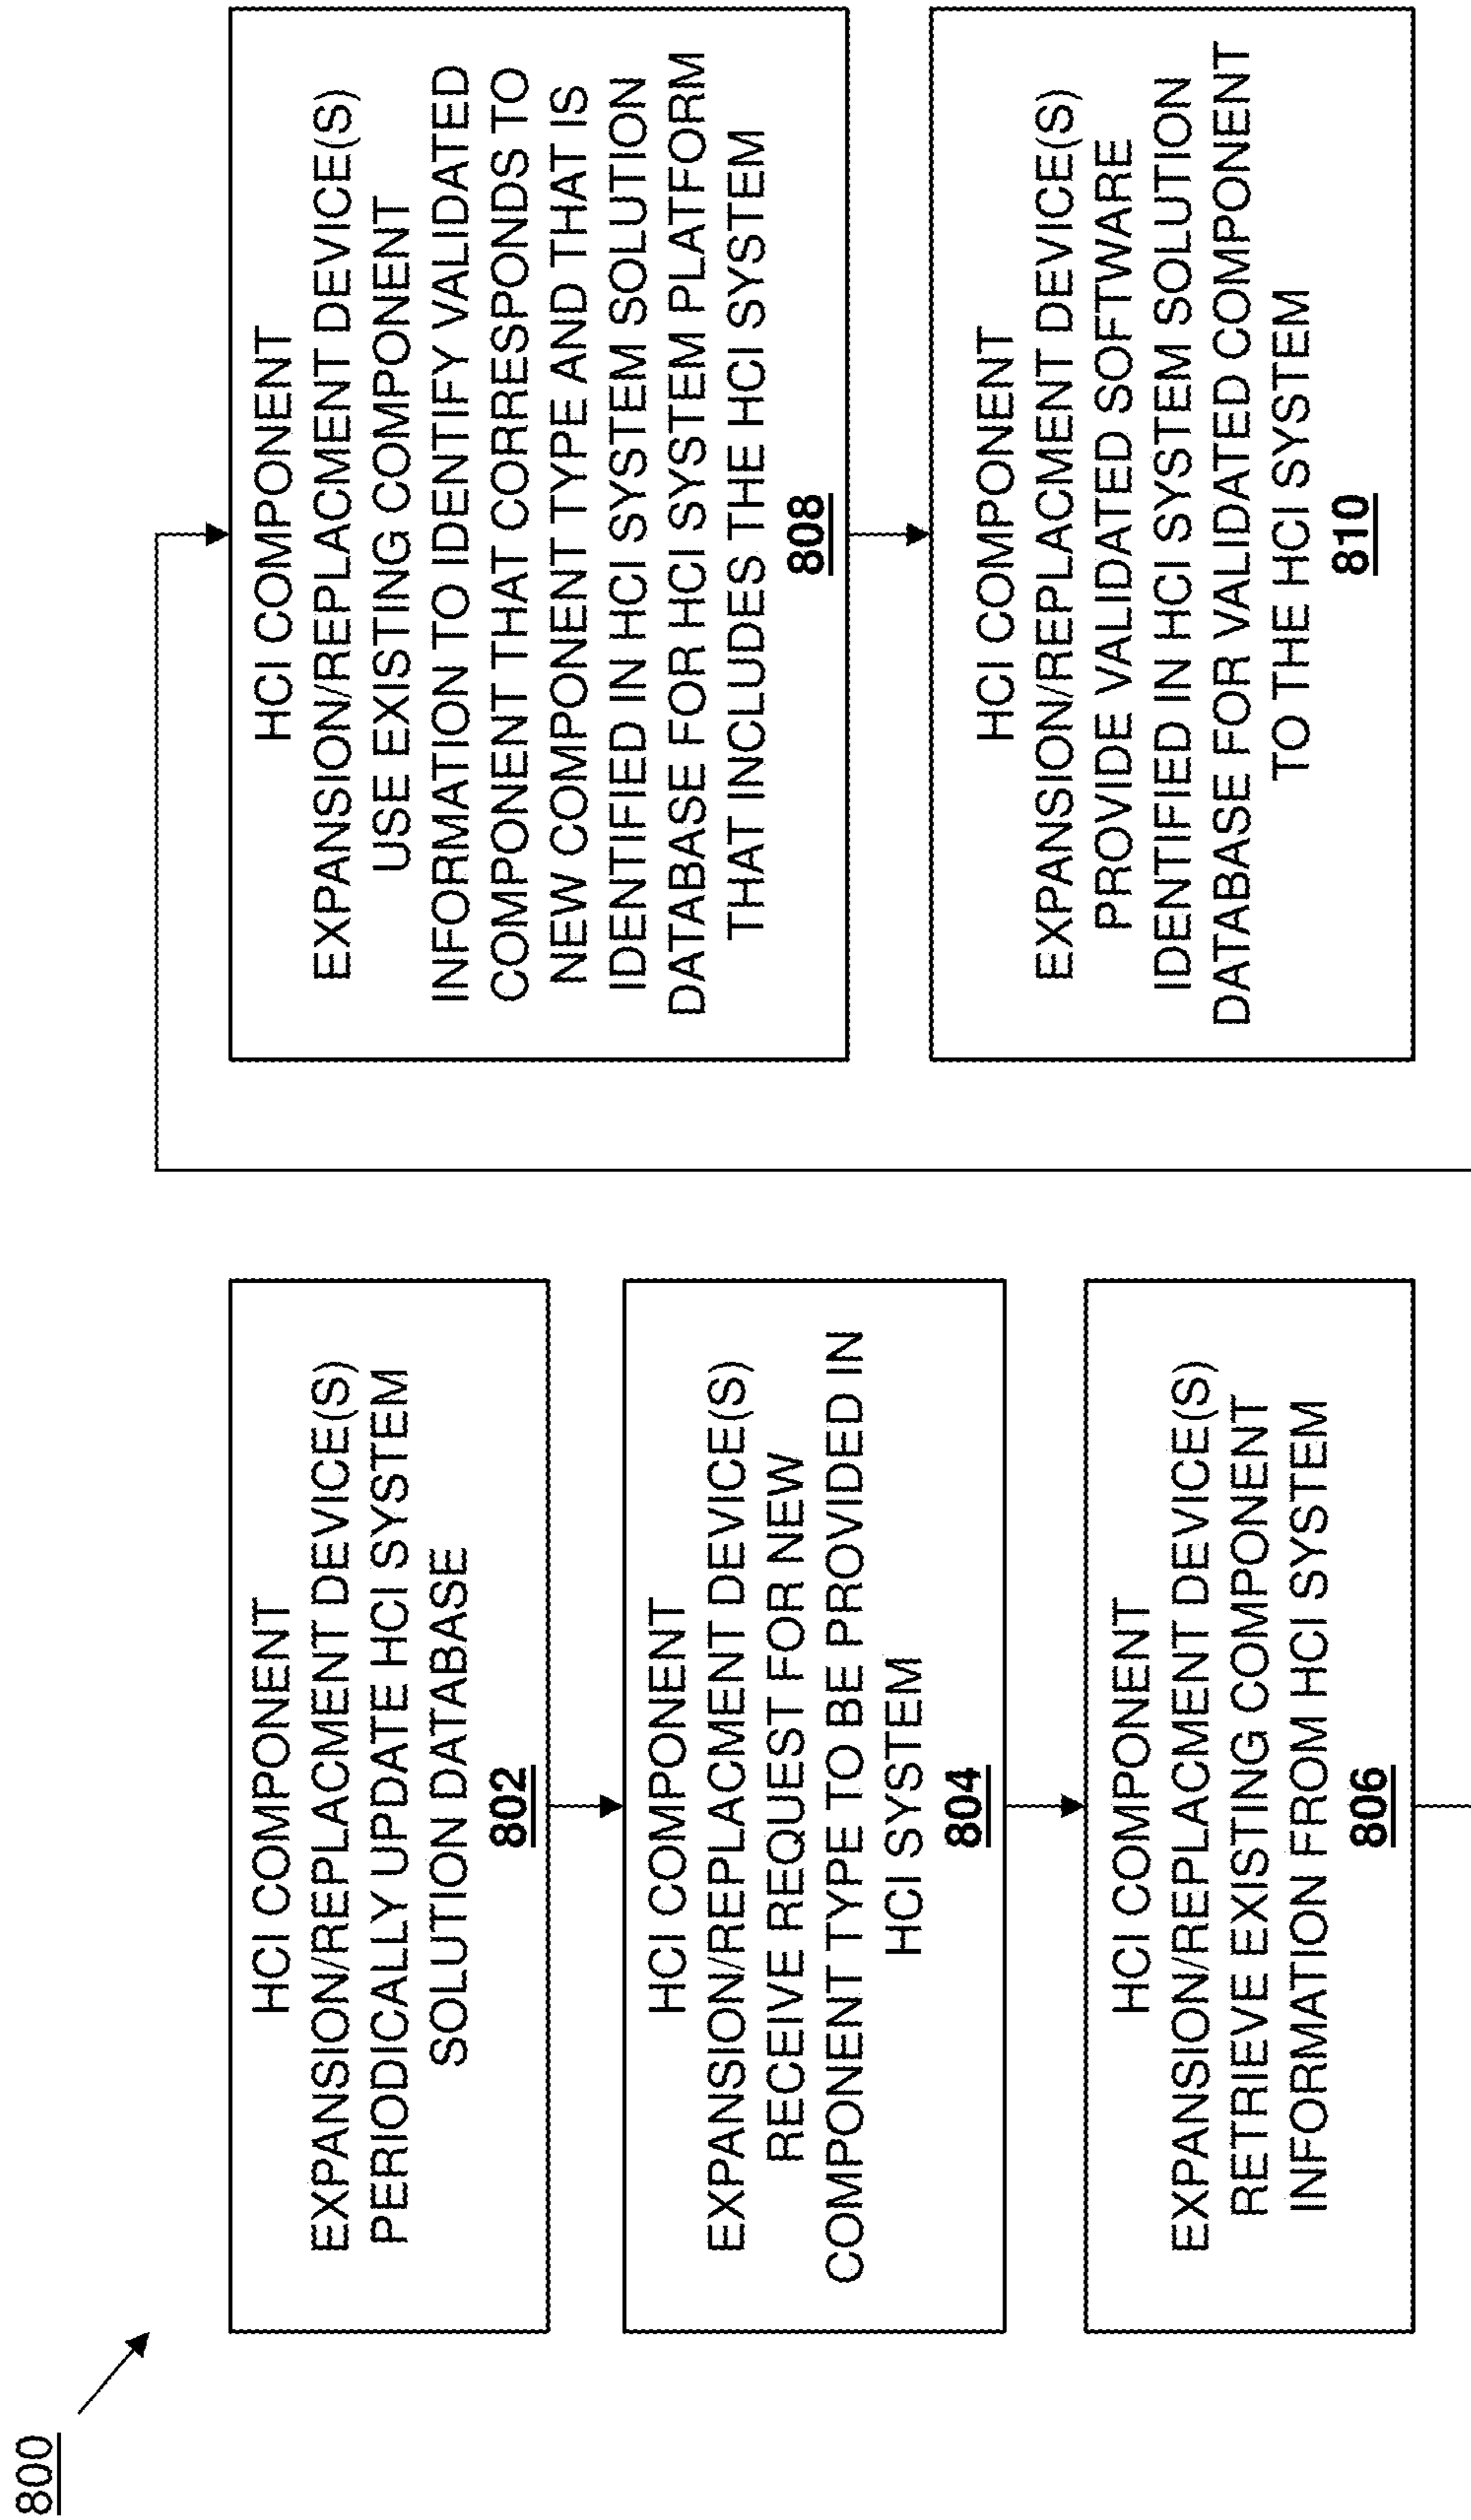 800
HCI COMPONENT
EXPANSION/REPLACMENT DEVICE(S)
PERIODICALLY UPDATE HCI SYSTEM
SOLUTION DATABASE
802
HCI COMPONENT
EXPANSION/REPLACMENT DEVICE(S)
RECEIVE REQUEST FOR NEW
COMPONENT TYPE TO BE PROVIDED IN
HCI SYSTEM
804
HCI COMPONENT
EXPANSION/REPLACMENT DEVICE(S)
RETRIEVE EXISTING COMPONENT
INFORMATION FROM HCI SYSTEM
806
HCI COMPONENT
EXPANSION/REPLACMENT DEVICE(S)
USE EXISTING COMPONENT
INFORMATION TO IDENTIFY VALIDATED
COMPONENT THAT CORRESPONDS TO
NEW COMPONENT TYPE AND THAT IS
IDENTIFIED IN HCI SYSTEM SOLUTION
DATABASE FOR HCI SYSTEM PLATFORM
THAT INCLUDES THE HCI SYSTEM
808
HCI COMPONENT
EXPANSION/REPLACMENT DEVICE(S)
PROVIDE VALIDATED SOFTWARE
IDENTIFIED IN HCI SYSTEM SOLUTION
DATABASE FOR VALIDATED COMPONENT
TO THE HCI SYSTEM
810